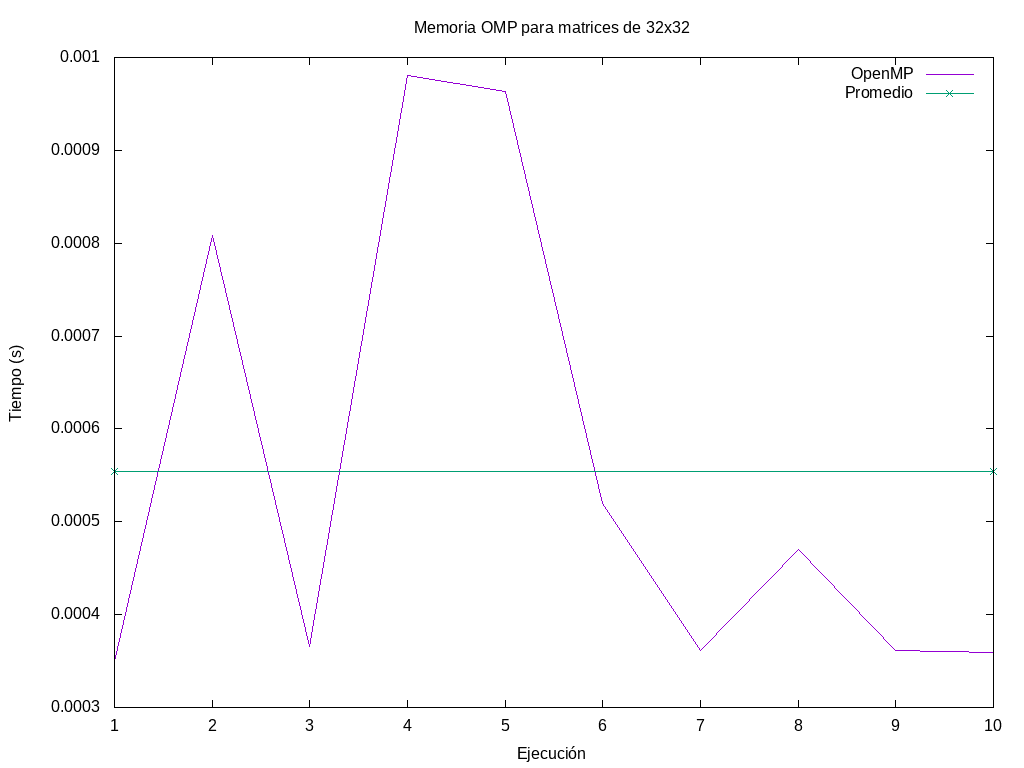 Memoria OMP para matrices de 32x32
OpenMP
Promedio
0.001
0.0009
0.0008
0.0007
0.0006
0.0005
0.0004
0.0003
Tiempo (s)
1 2 3 4 5 6 7 8 9 10
Ejecución